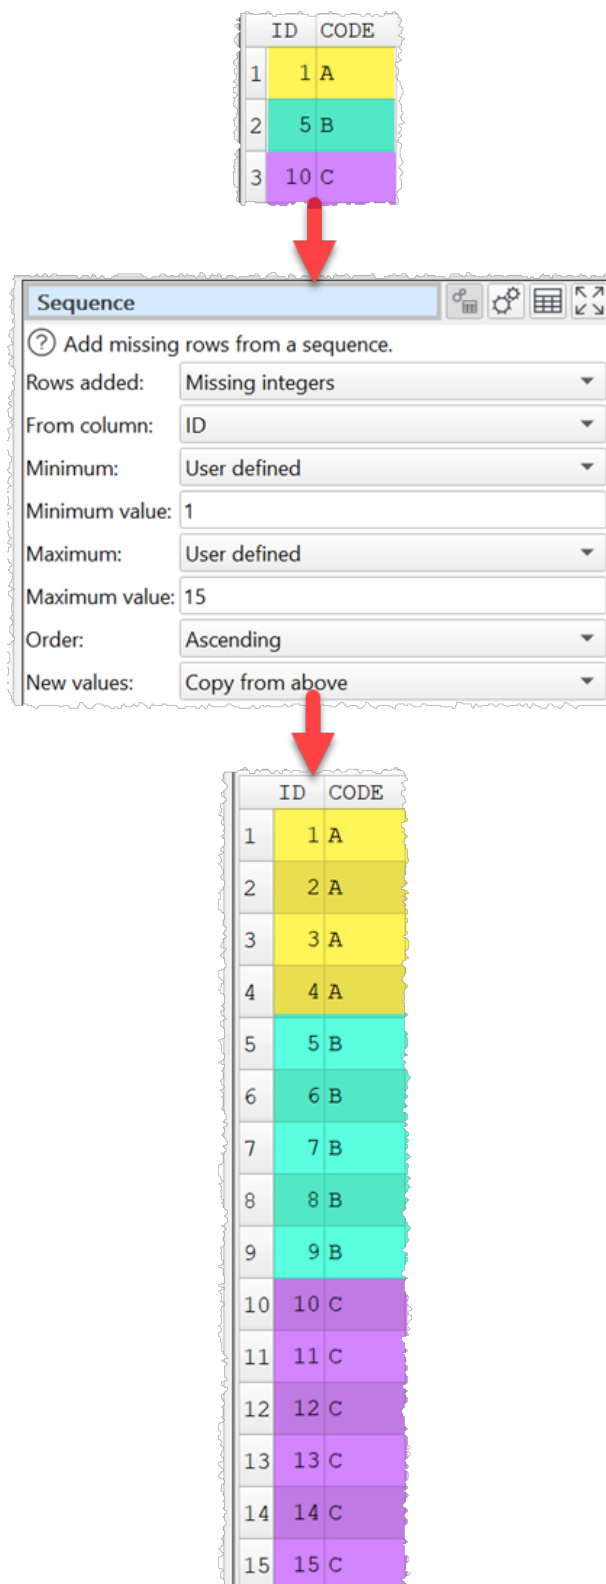 ID CODE
1 1 A
2 5 B
3 10 C
Sequence
? Add missing rows from a sequence.
Rows added: Missing integers
From column: ID
Minimum: User defined
Minimum value: 1
Maximum: User defined
Maximum value: 15
Order: Ascending
New values: Copy from above
ID CODE
1 1 A
2 2 A
3 3 A
4 4 A
5 5 B
6 6 B
7 7 B
8 8 B
9 9 B
10 10 C
11 11 C
12 12 C
13 13 C
14 14 C
15 15 C